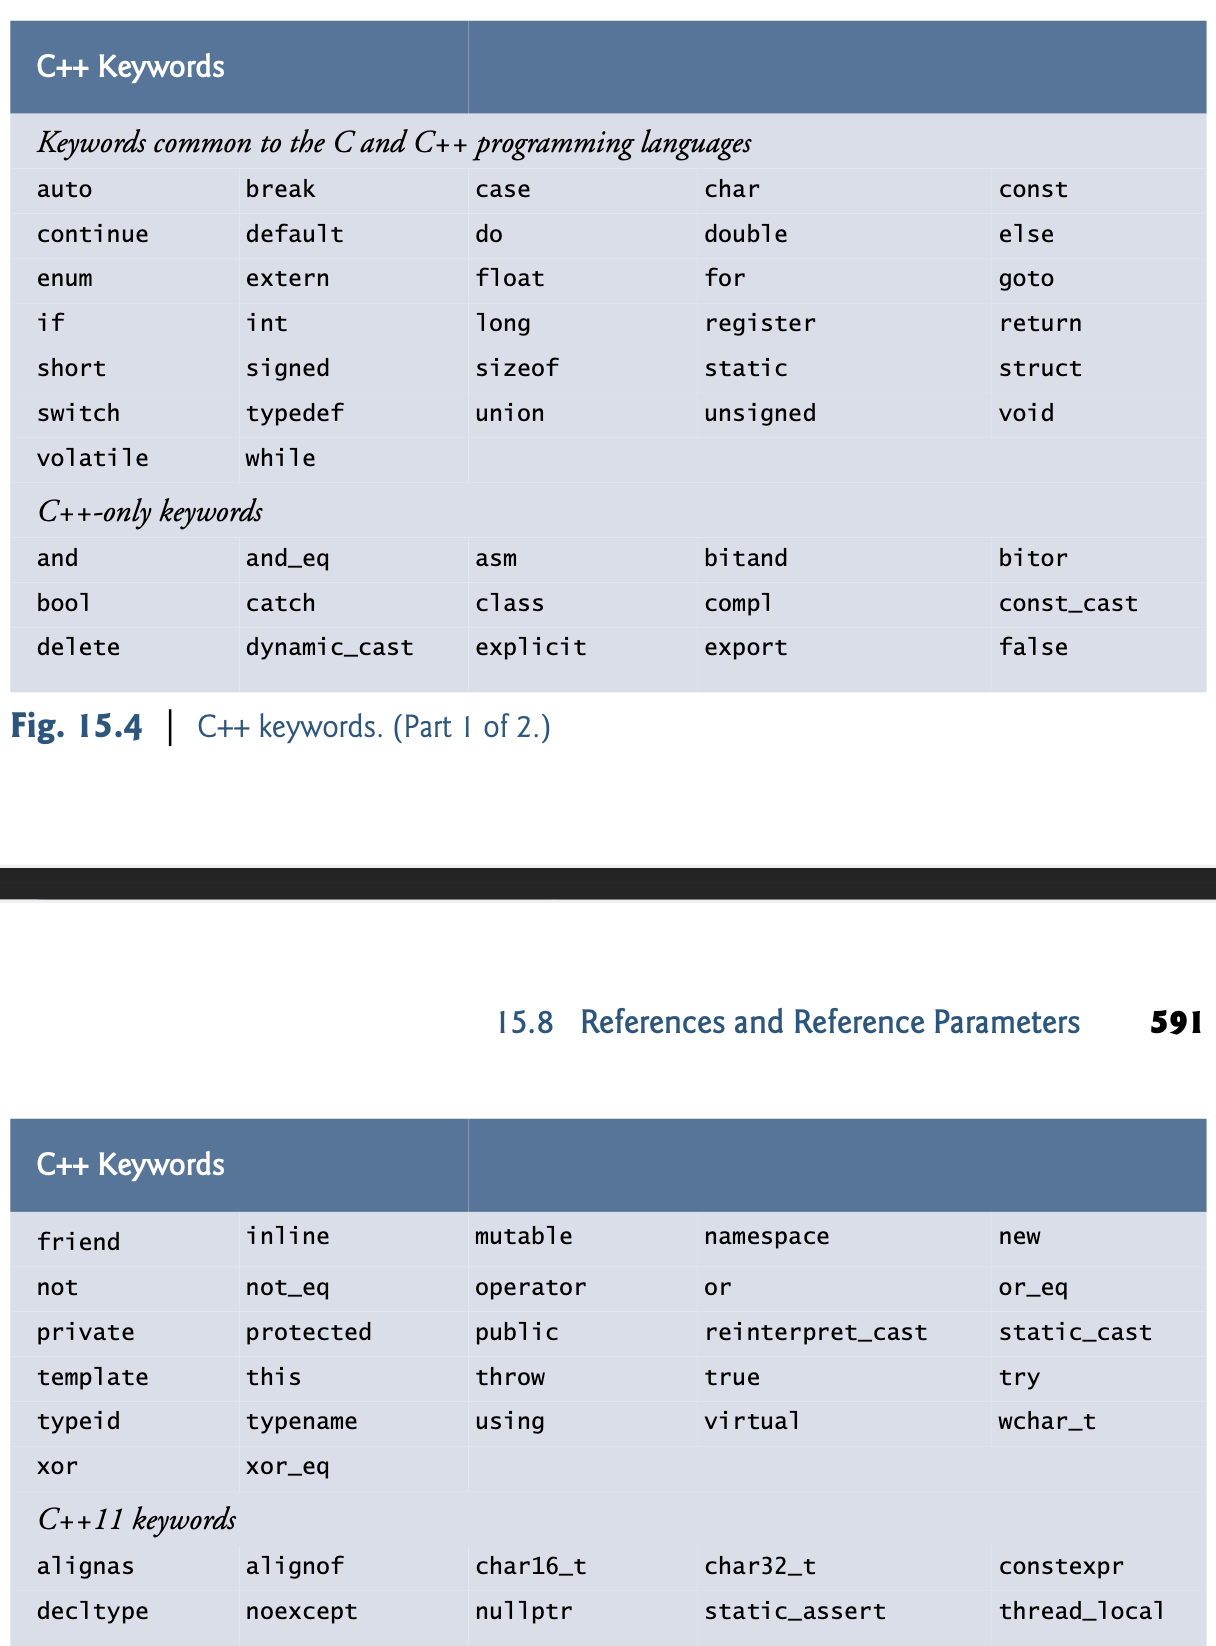 C++ Keywords
Keywords common to the C and C++ programming languages
auto break case char const
continue default do double else
enum extern float for goto
if int long register return
short signed sizeof static struct
switch typedef union unsigned void
volatile while
C++-only keywords
and and_eq asm bitand bitor
bool catch class compl const_cast
delete dynamic_cast explicit export false
Fig. 15.4 | C++ keywords. (Part 1 of 2.)
15.8 References and Reference Parameters 591
C++ Keywords
friend inline mutable namespace new
not not_eq operator or or_eq
private protected public reinterpret_cast static_cast
template this throw true try
typeid typename using virtual wchar_t
xor xor_eq
C++11 keywords
alignas alignof char16_t char32_t constexpr
decltype noexcept nullptr static_assert thread_local